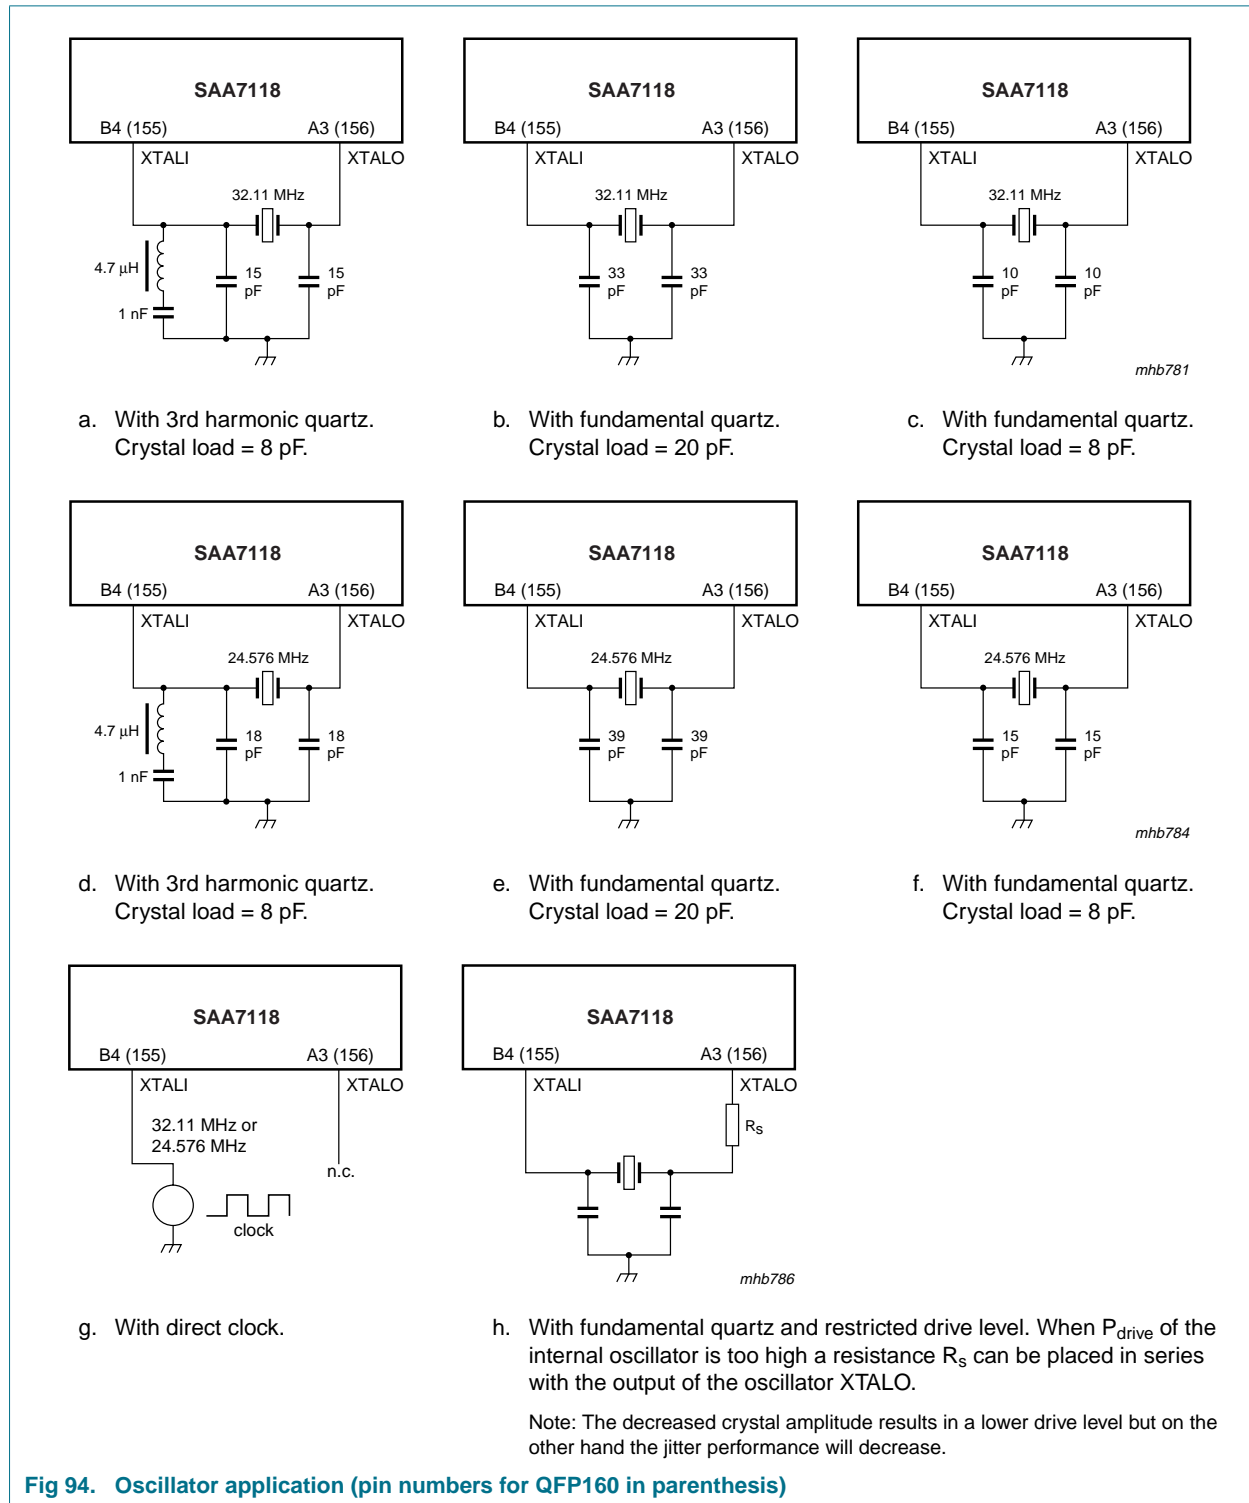 SAA7118
B4 (155) A3 (156)
XTALI XTALO
32.11 MHz
4.7 μH
15 pF
15 pF
1 nF
SAA7118
B4 (155) A3 (156)
XTALI XTALO
32.11 MHz
33 pF
33 pF
SAA7118
B4 (155) A3 (156)
XTALI XTALO
32.11 MHz
10 pF
10 pF
mhb781
a. With 3rd harmonic quartz.
Crystal load = 8 pF.
b. With fundamental quartz.
Crystal load = 20 pF.
c. With fundamental quartz.
Crystal load = 8 pF.
SAA7118
B4 (155) A3 (156)
XTALI XTALO
24.576 MHz
4.7 μH
18 pF
18 pF
1 nF
SAA7118
B4 (155) A3 (156)
XTALI XTALO
24.576 MHz
39 pF
39 pF
SAA7118
B4 (155) A3 (156)
XTALI XTALO
24.576 MHz
15 pF
15 pF
mhb784
d. With 3rd harmonic quartz.
Crystal load = 8 pF.
e. With fundamental quartz.
Crystal load = 20 pF.
f. With fundamental quartz.
Crystal load = 8 pF.
SAA7118
B4 (155) A3 (156)
XTALI XTALO
32.11 MHz or
24.576 MHz
n.c.
clock
SAA7118
B4 (155) A3 (156)
XTALI XTALO
RS
mhb786
g. With direct clock.
h. With fundamental quartz and restricted drive level. When Pdrive of the
internal oscillator is too high a resistance Rs can be placed in series
with the output of the oscillator XTALO.
Note: The decreased crystal amplitude results in a lower drive level but on the
other hand the jitter performance will decrease.
Fig 94. Oscillator application (pin numbers for QFP160 in parenthesis)